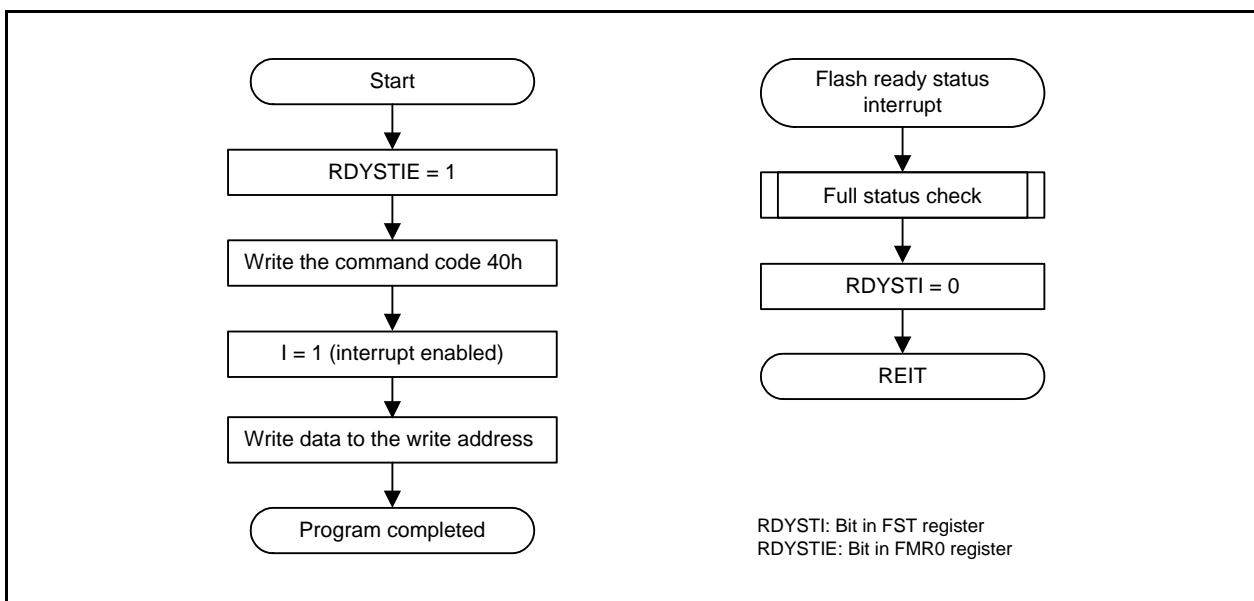 Start
RDYSTIE = 1
Write the command code 40h
I = 1 (interrupt enabled)
Write data to the write address
Program completed
Flash ready status
interrupt
Full status check
RDYSTI = 0
REIT
RDYSTI: Bit in FST register
RDYSTIE: Bit in FMR0 register